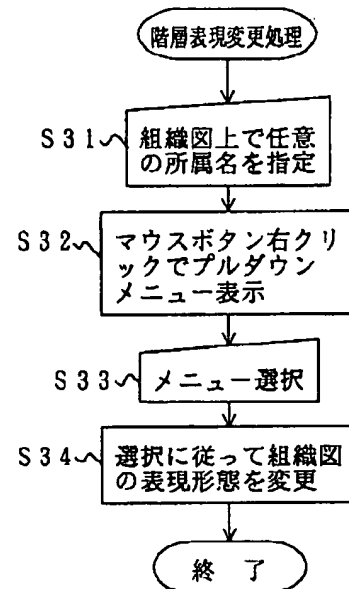 階層表現変更処理
S31
組織図上で任意
の所属名を指定
S32
マウスボタン右クリ
ックでプルダウン
メニュー表示
S33
メニュー選択
S34
選択に従って組織図
の表現形態を変更
終 了